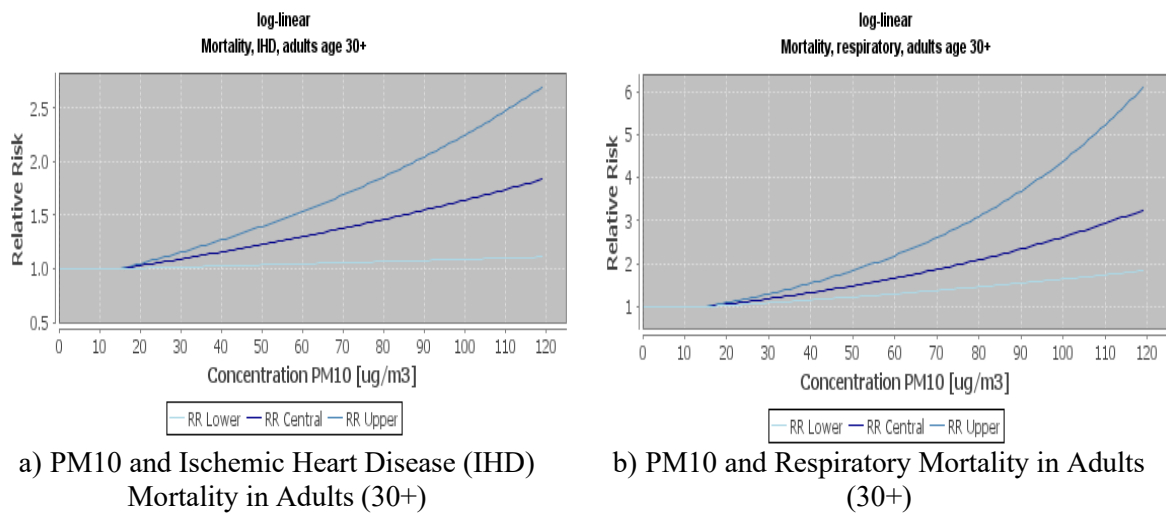 log-linear
Mortality, IHD, adults age 30+
Relative Risk
2.5
2.0
1.5
1.0
0.5
0 10 20 30 40 50 60 70 80 90 100 110 120
Concentration PM10 [ug/m3]
RR Lower RR Central RR Upper
a) PM10 and Ischemic Heart Disease (IHD)
Mortality in Adults (30+)
log-linear
Mortality, respiratory, adults age 30+
Relative Risk
6
5
4
3
2
1
0 10 20 30 40 50 60 70 80 90 100 110 120
Concentration PM10 [ug/m3]
RR Lower RR Central RR Upper
b) PM10 and Respiratory Mortality in Adults
(30+)